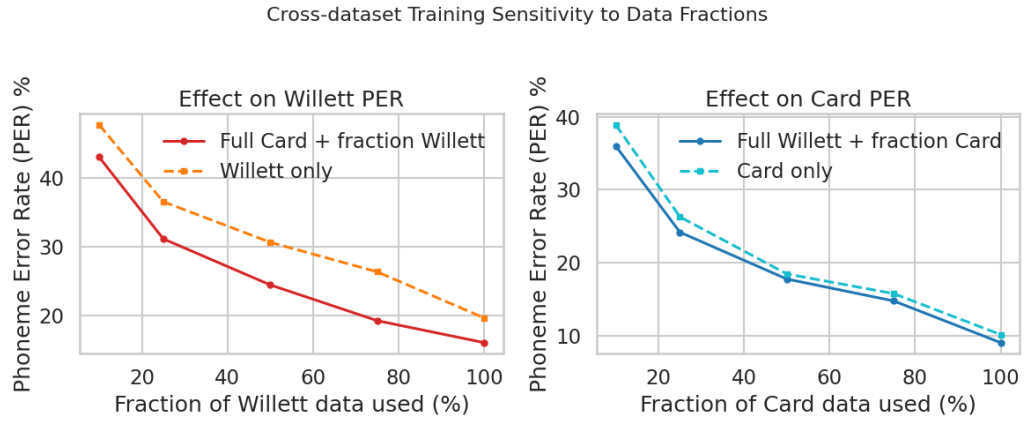 Cross-dataset Training Sensitivity to Data Fractions
Effect on Willett PER
Phoneme Error Rate (PER) %
40
30
20
Full Card + fraction Willett
Willett only
20 40 60 80 100
Fraction of Willett data used (%)
Effect on Card PER
Phoneme Error Rate (PER) %
40
30
20
10
Full Willett + fraction Card
Card only
20 40 60 80 100
Fraction of Card data used (%)